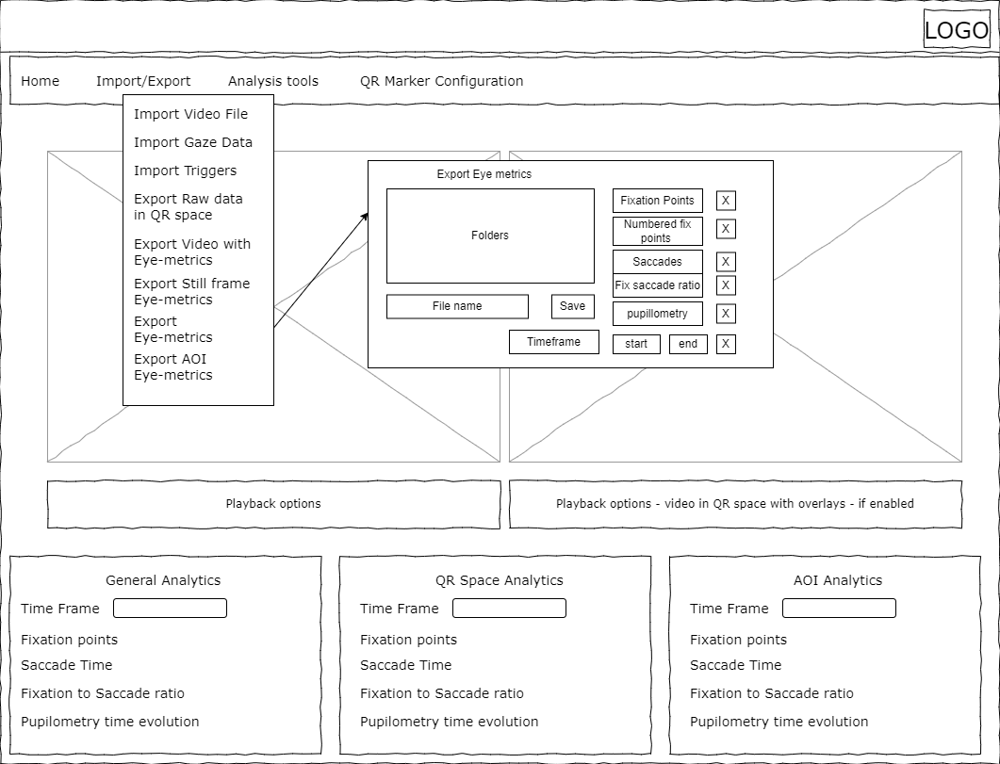 LOGO
Home
Import/Export
Analysis tools
QR Marker Configuration
Import Video File
Import Gaze Data
Import Triggers
Export Raw data
in QR space
Export Video with
Eye-metrics
Export Still frame
Eye-metrics
Export
Eye-metrics
Export AOI
Eye-metrics
Export Eye metrics
Folders
File name
Save
Timeframe
Fixation Points
X
Numbered fix
points
X
Saccades
X
Fix saccade ratio
X
pupillometry
X
start
end
X
Playback options
Playback options - video in QR space with overlays - if enabled
General Analytics
Time Frame
Fixation points
Saccade Time
Fixation to Saccade ratio
Pupilometry time evolution
QR Space Analytics
Time Frame
Fixation points
Saccade Time
Fixation to Saccade ratio
Pupilometry time evolution
AOI Analytics
Time Frame
Fixation points
Saccade Time
Fixation to Saccade ratio
Pupilometry time evolution